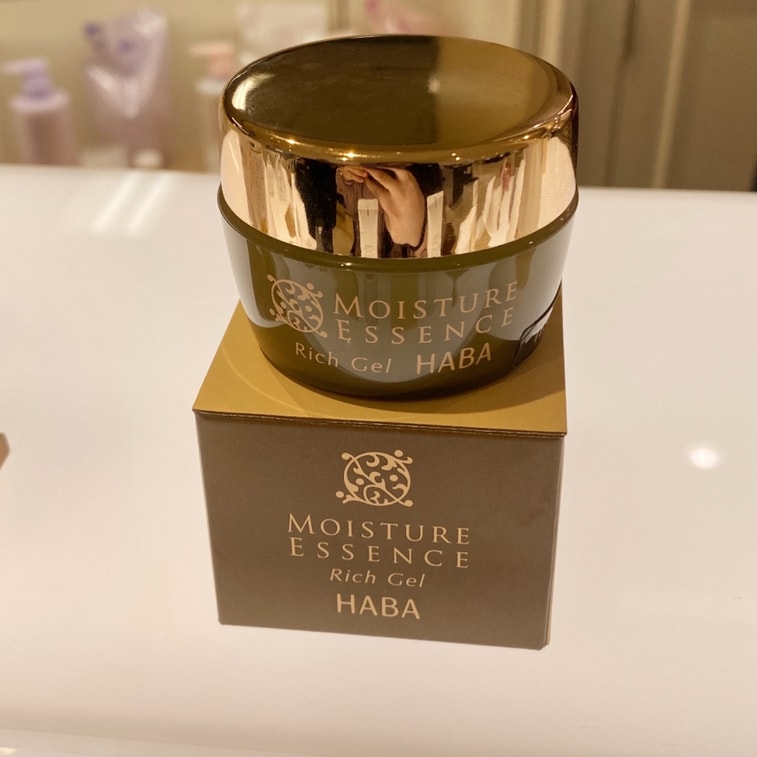 MOISTURE
ESSENCE
Rich Gel HABA
MOISTURE
ESSENCE
Rich Gel
HABA